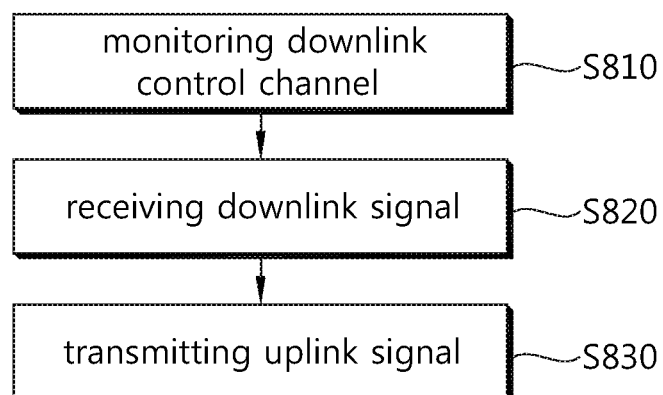 monitoring downlink
control channel
S810
receiving downlink signal
S820
transmitting uplink signal
S830